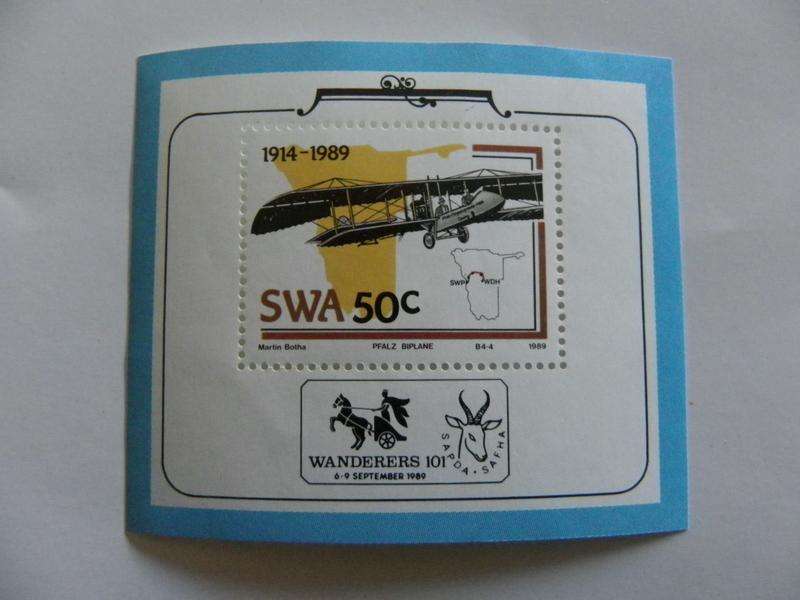 1914-1989
SWP WDH
SWA 50c
Martin Botha PFALZ BIPLANE B4-4 1989
WANDERERS 101
6-9 SEPTEMBER 1989
SAPDA · SAFHA